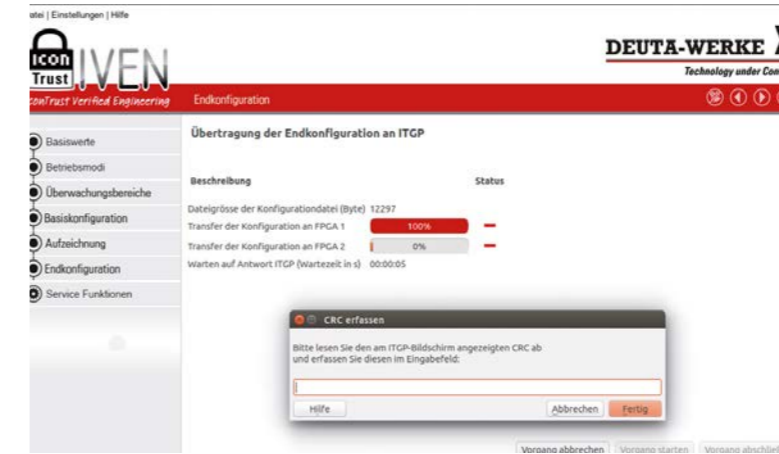 atei | Einstellungen | Hilfe
icon
Trust
IVEN
DEUTA-WERKE
Technology under Con
conTrust Verified Engineering
Endkonfiguration
Übertragung der Endkonfiguration an ITGP
Basiswerte
Betriebsmodi
Überwachungsbereiche
Basiskonfiguration
Aufzeichnung
Endkonfiguration
Service Funktionen
Beschreibung Status
Dateigrösse der Konfigurationdatei (Byte) 12297
Transfer der Konfiguration an FPGA 1 100%
Transfer der Konfiguration an FPGA 2 0%
Warten auf Antwort ITGP (Wartezeit in s) 00:00:05
CRC erfassen
Bitte lesen Sie den am ITGP-Bildschirm angezeigten CRC ab
und erfassen Sie diesen im Eingabefeld:
Hilfe Abbrechen Fertig
Vorgang abbrechen Vorgang starten Vorgang abschließ